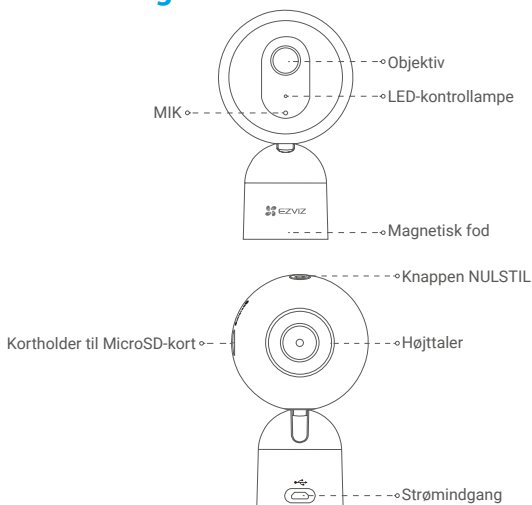 Objektiv
LED-kontrollampe
MIK
EZVIZ
Magnetisk fod
Knappen NULSTIL
Kortholder til MicroSD-kort
Højttaler
Strømindgang